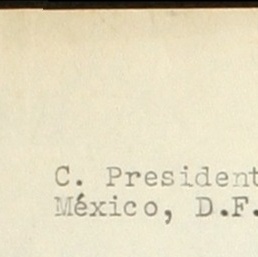 C. President
México, D.F.